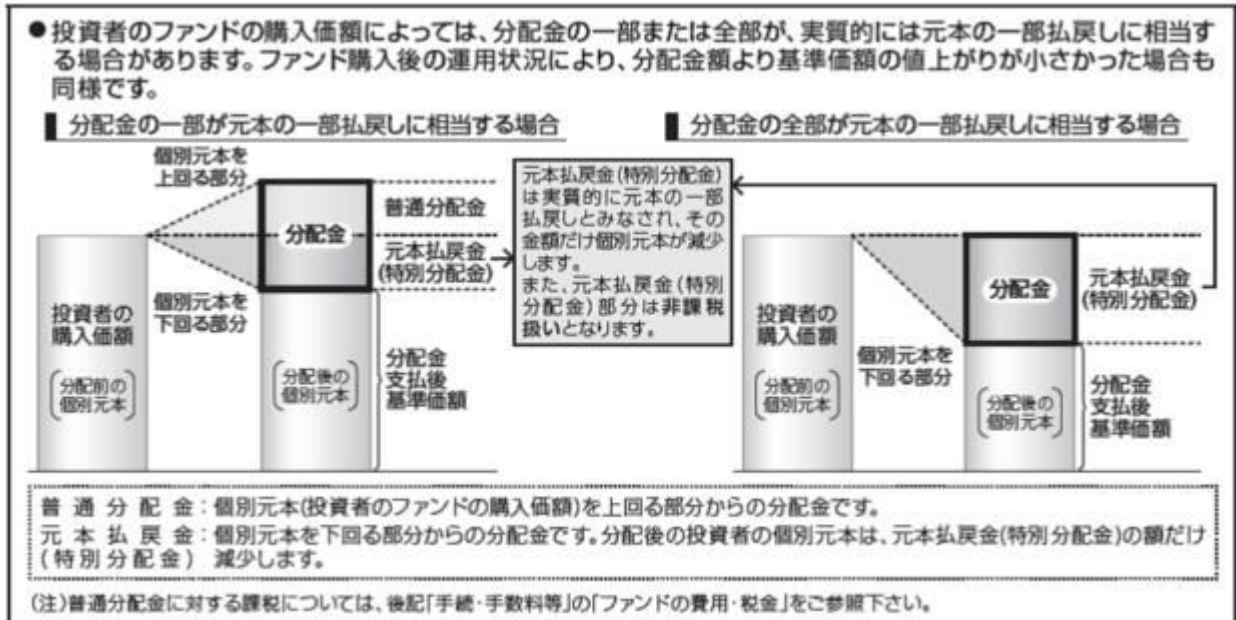 ●投資者のファンドの購入価額によっては、分配金の一部または全部が、実質的には元本の一部払戻しに相当す
る場合があります。ファンド購入後の運用状況により、分配金額より基準価額の値上がりが小さかった場合も
同様です。
分配金の一部が元本の一部払戻しに相当する場合
個別元本を
上回る部分
分配金
普通分配金
元本払戻金
(特別分配金)
投資者の
購入価額
(分配前の
個別元本)
個別元本を
下回る部分
(分配後の
個別元本)
分配金
支払後
基準価額
元本払戻金(特別分配金)
は実質的に元本の一部
払戻しとみなされ、その
金額だけ個別元本が減少
します。
また、元本払戻金(特別
分配金)部分は非課税
扱いとなります。
分配金の全部が元本の一部払戻しに相当する場合
投資者の
購入価額
(分配前の
個別元本)
個別元本を
下回る部分
分配金
元本払戻金
(特別分配金)
(分配後の
個別元本)
分配金
支払後
基準価額
普通分配金:個別元本(投資者のファンドの購入価額)を上回る部分からの分配金です。
元本払戻金:個別元本を下回る部分からの分配金です。分配後の投資者の個別元本は、元本払戻金(特別分配金)の額だけ
(特別分配金) 減少します。
(注)普通分配金に対する課税については、後記「手続・手数料等」の「ファンドの費用・税金」をご参照下さい。